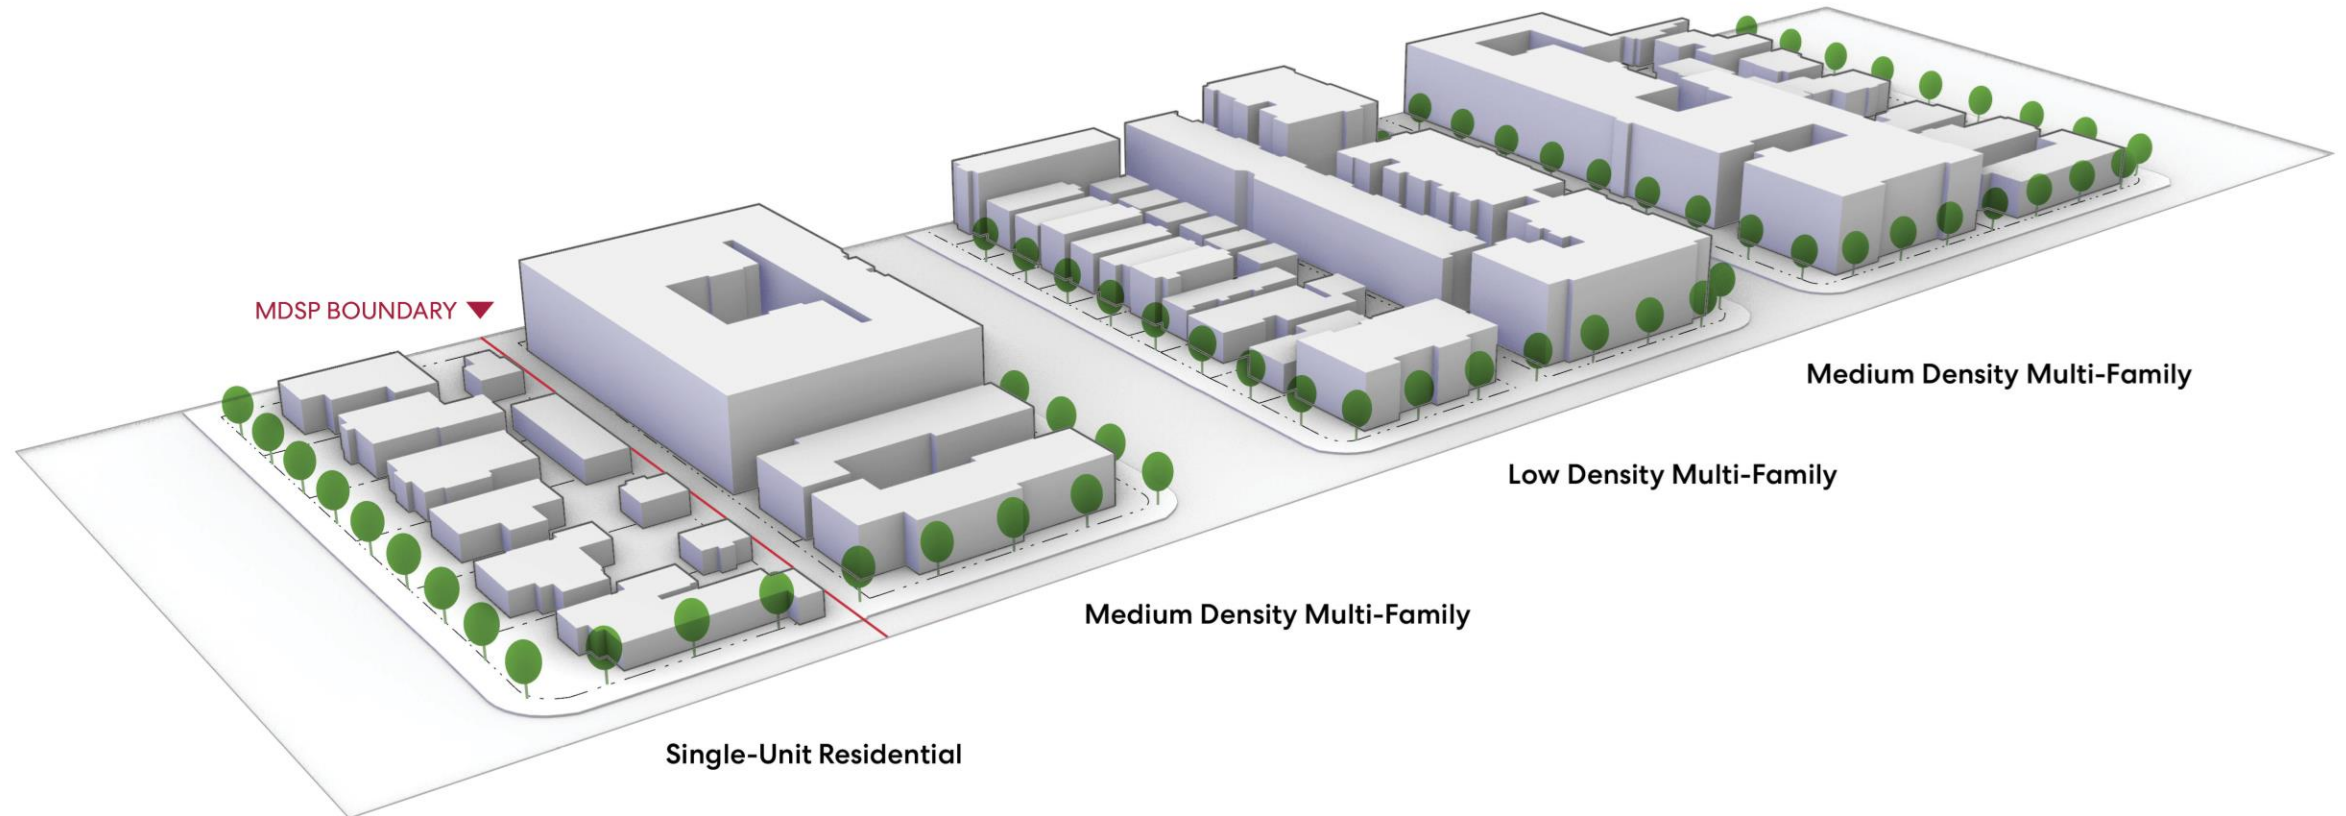 MDSP BOUNDARY
Medium Density Multi-Family
Low Density Multi-Family
Medium Density Multi-Family
Single-Unit Residential